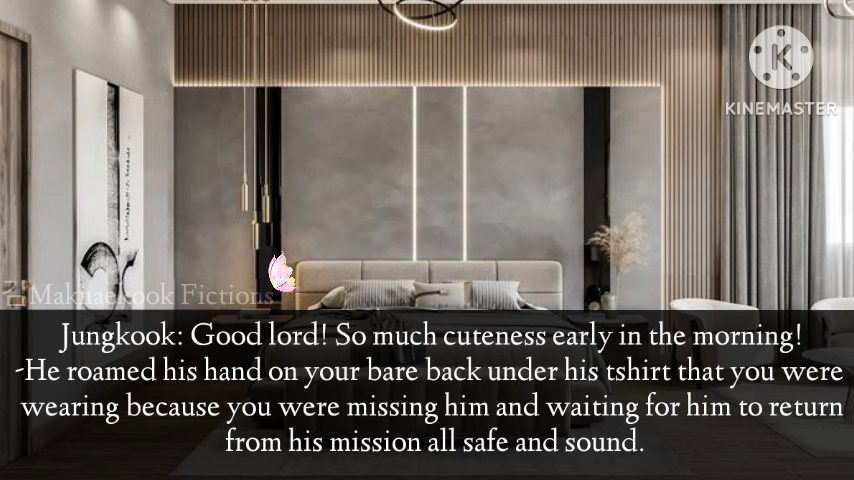 KINEMASTER
Maknaekook Fictions
Jungkook: Good lord! So much cuteness early in the morning!
-He roamed his hand on your bare back under his tshirt that you were
wearing because you were missing him and waiting for him to return
from his mission all safe and sound.